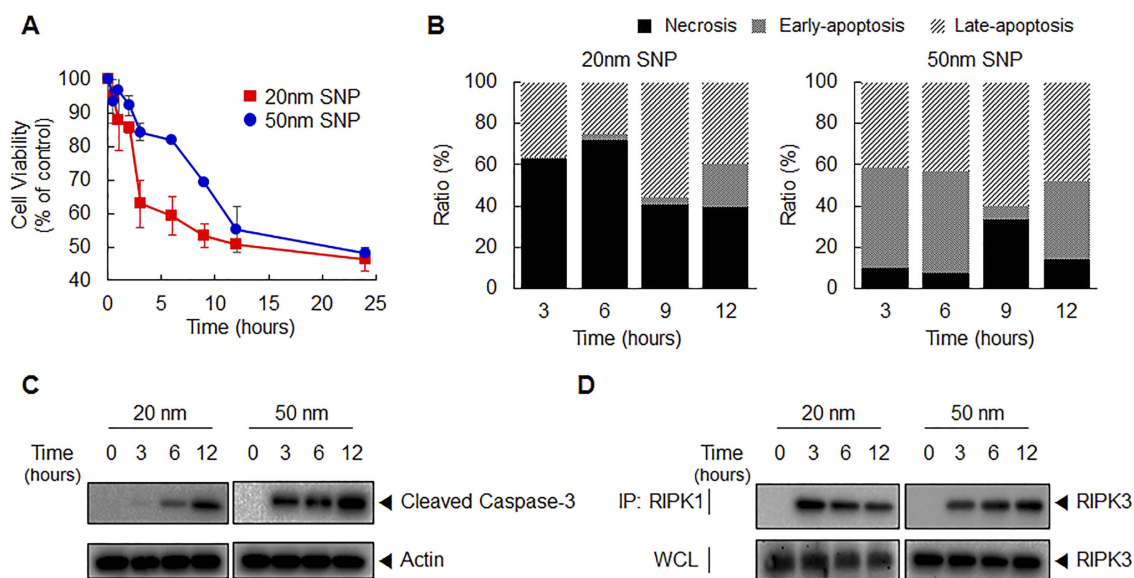 A
Cell Viability
(% of control)
100
90
80
70
60
50
40
20nm SNP
50nm SNP
0 5 10 15 20 25
Time (hours)
B
Necrosis Early-apoptosis Late-apoptosis
20nm SNP
Ratio (%)
100
80
60
40
20
0
3 6 9 12
Time (hours)
50nm SNP
Ratio (%)
100
80
60
40
20
0
3 6 9 12
Time (hours)
C
20 nm 50 nm
Time 0 3 6 12 0 3 6 12
(hours)
Cleaved Caspase-3
Actin
D
20 nm 50 nm
Time 0 3 6 12 0 3 6 12
(hours)
IP: RIPK1 RIPK3
WCL RIPK3